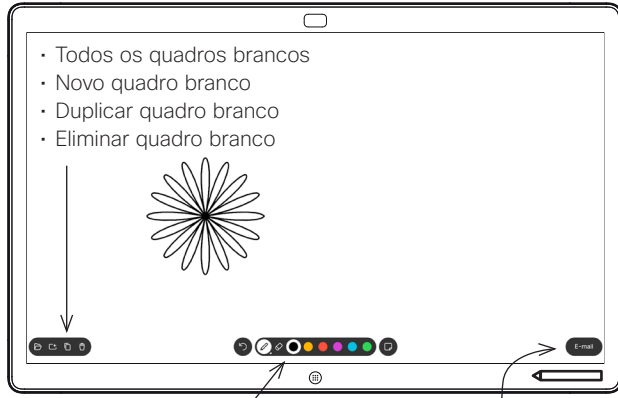 · Todos os quadros brancos
· Novo quadro branco
· Duplicar quadro branco
· Eliminar quadro branco
E-mail